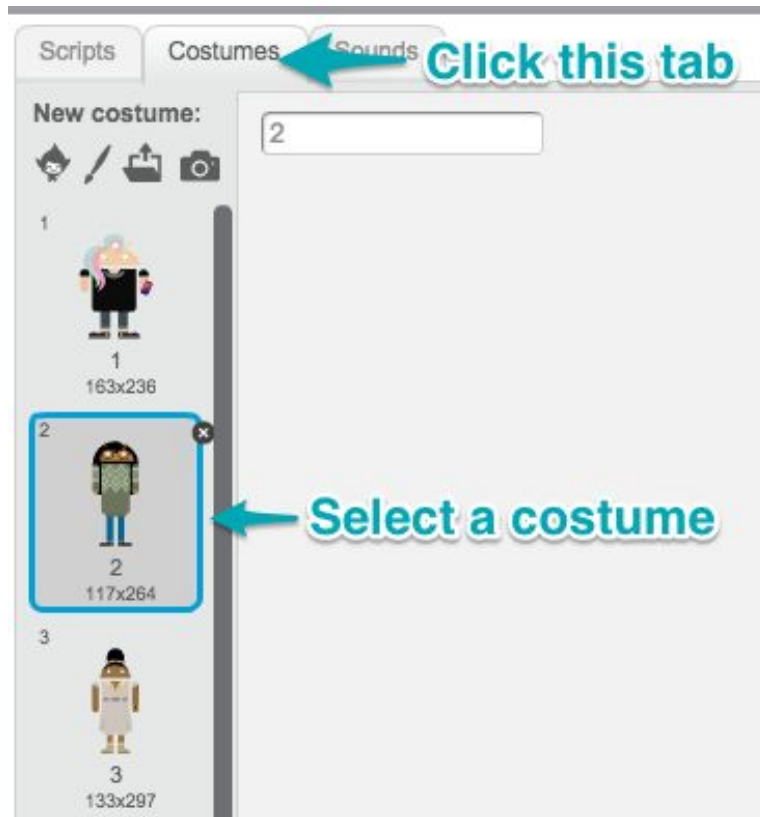 Scripts Costumes Sounds Click this tab
New costume:
2
1
1
163x236
2
Select a costume
2
117x264
3
3
133x297